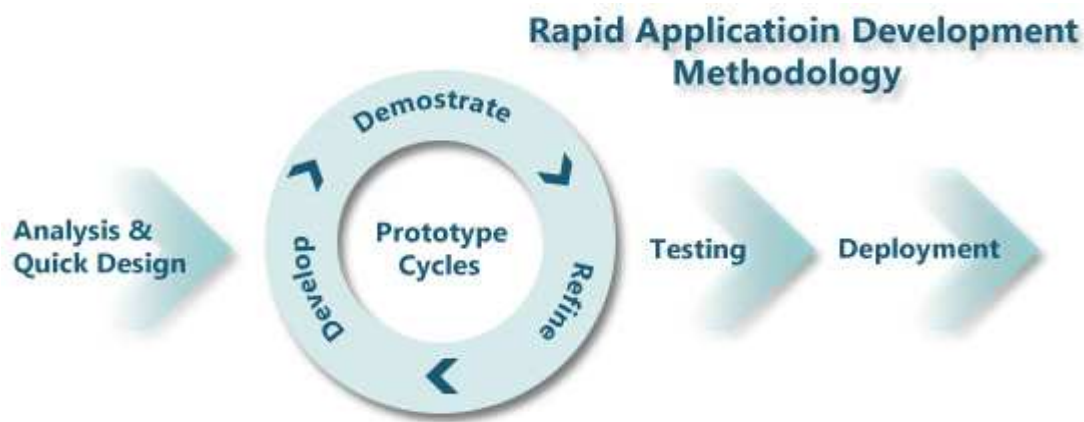 Rapid Applicatioin Development
Methodology
Analysis &
Quick Design
Demostrate
Develop
Refine
Prototype
Cycles
Testing
Deployment